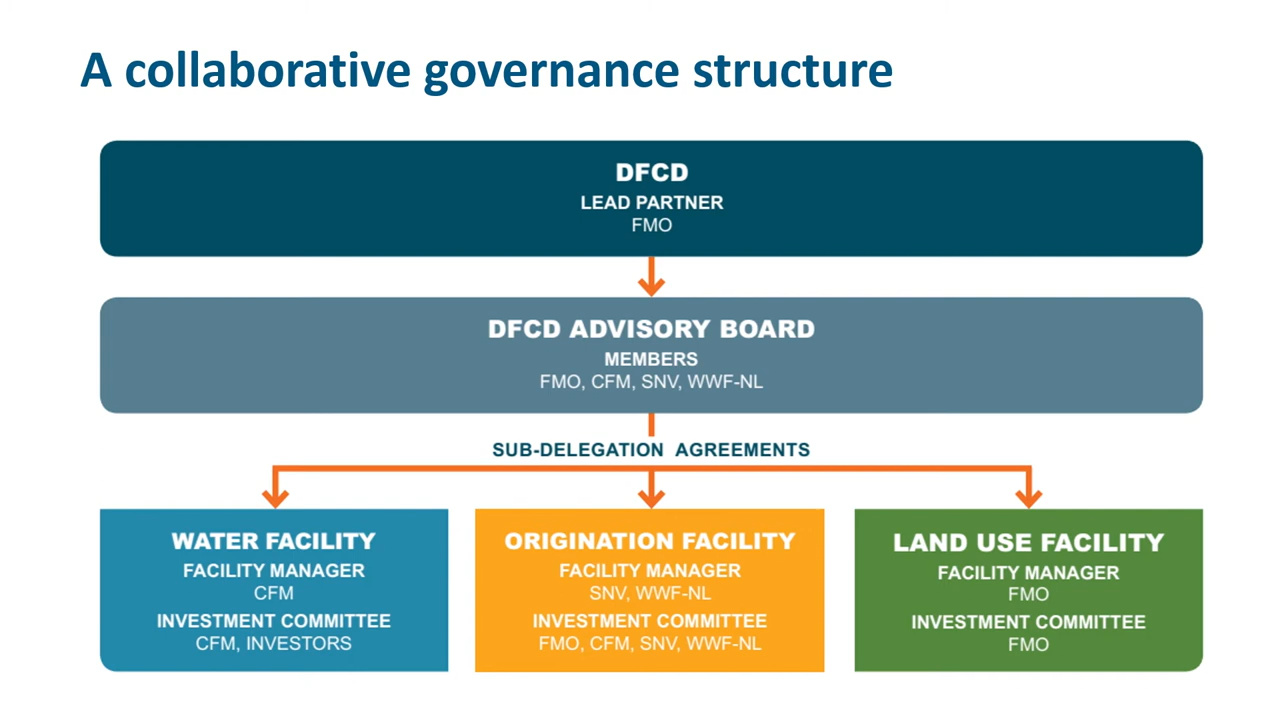 A collaborative governance structure
DFCD
LEAD PARTNER
FMO
DFCD ADVISORY BOARD
MEMBERS
FMO, CFM, SNV, WWF-NL
SUB-DELEGATION AGREEMENTS
WATER FACILITY
FACILITY MANAGER
CFM
INVESTMENT COMMITTEE
CFM, INVESTORS
ORIGINATION FACILITY
FACILITY MANAGER
SNV, WWF-NL
INVESTMENT COMMITTEE
FMO, CFM, SNV, WWF-NL
LAND USE FACILITY
FACILITY MANAGER
FMO
INVESTMENT COMMITTEE
FMO